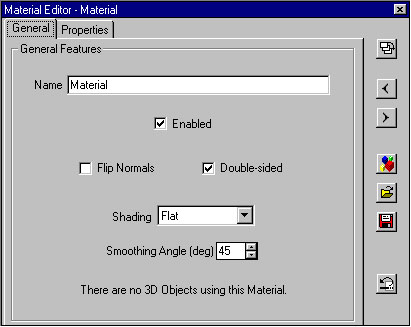 Material Editor - Material
General Properties
General Features
Name Material
Enabled
Flip Normals Double-sided
Shading Flat
Smoothing Angle (deg) 45
There are no 3D Objects using this Material.